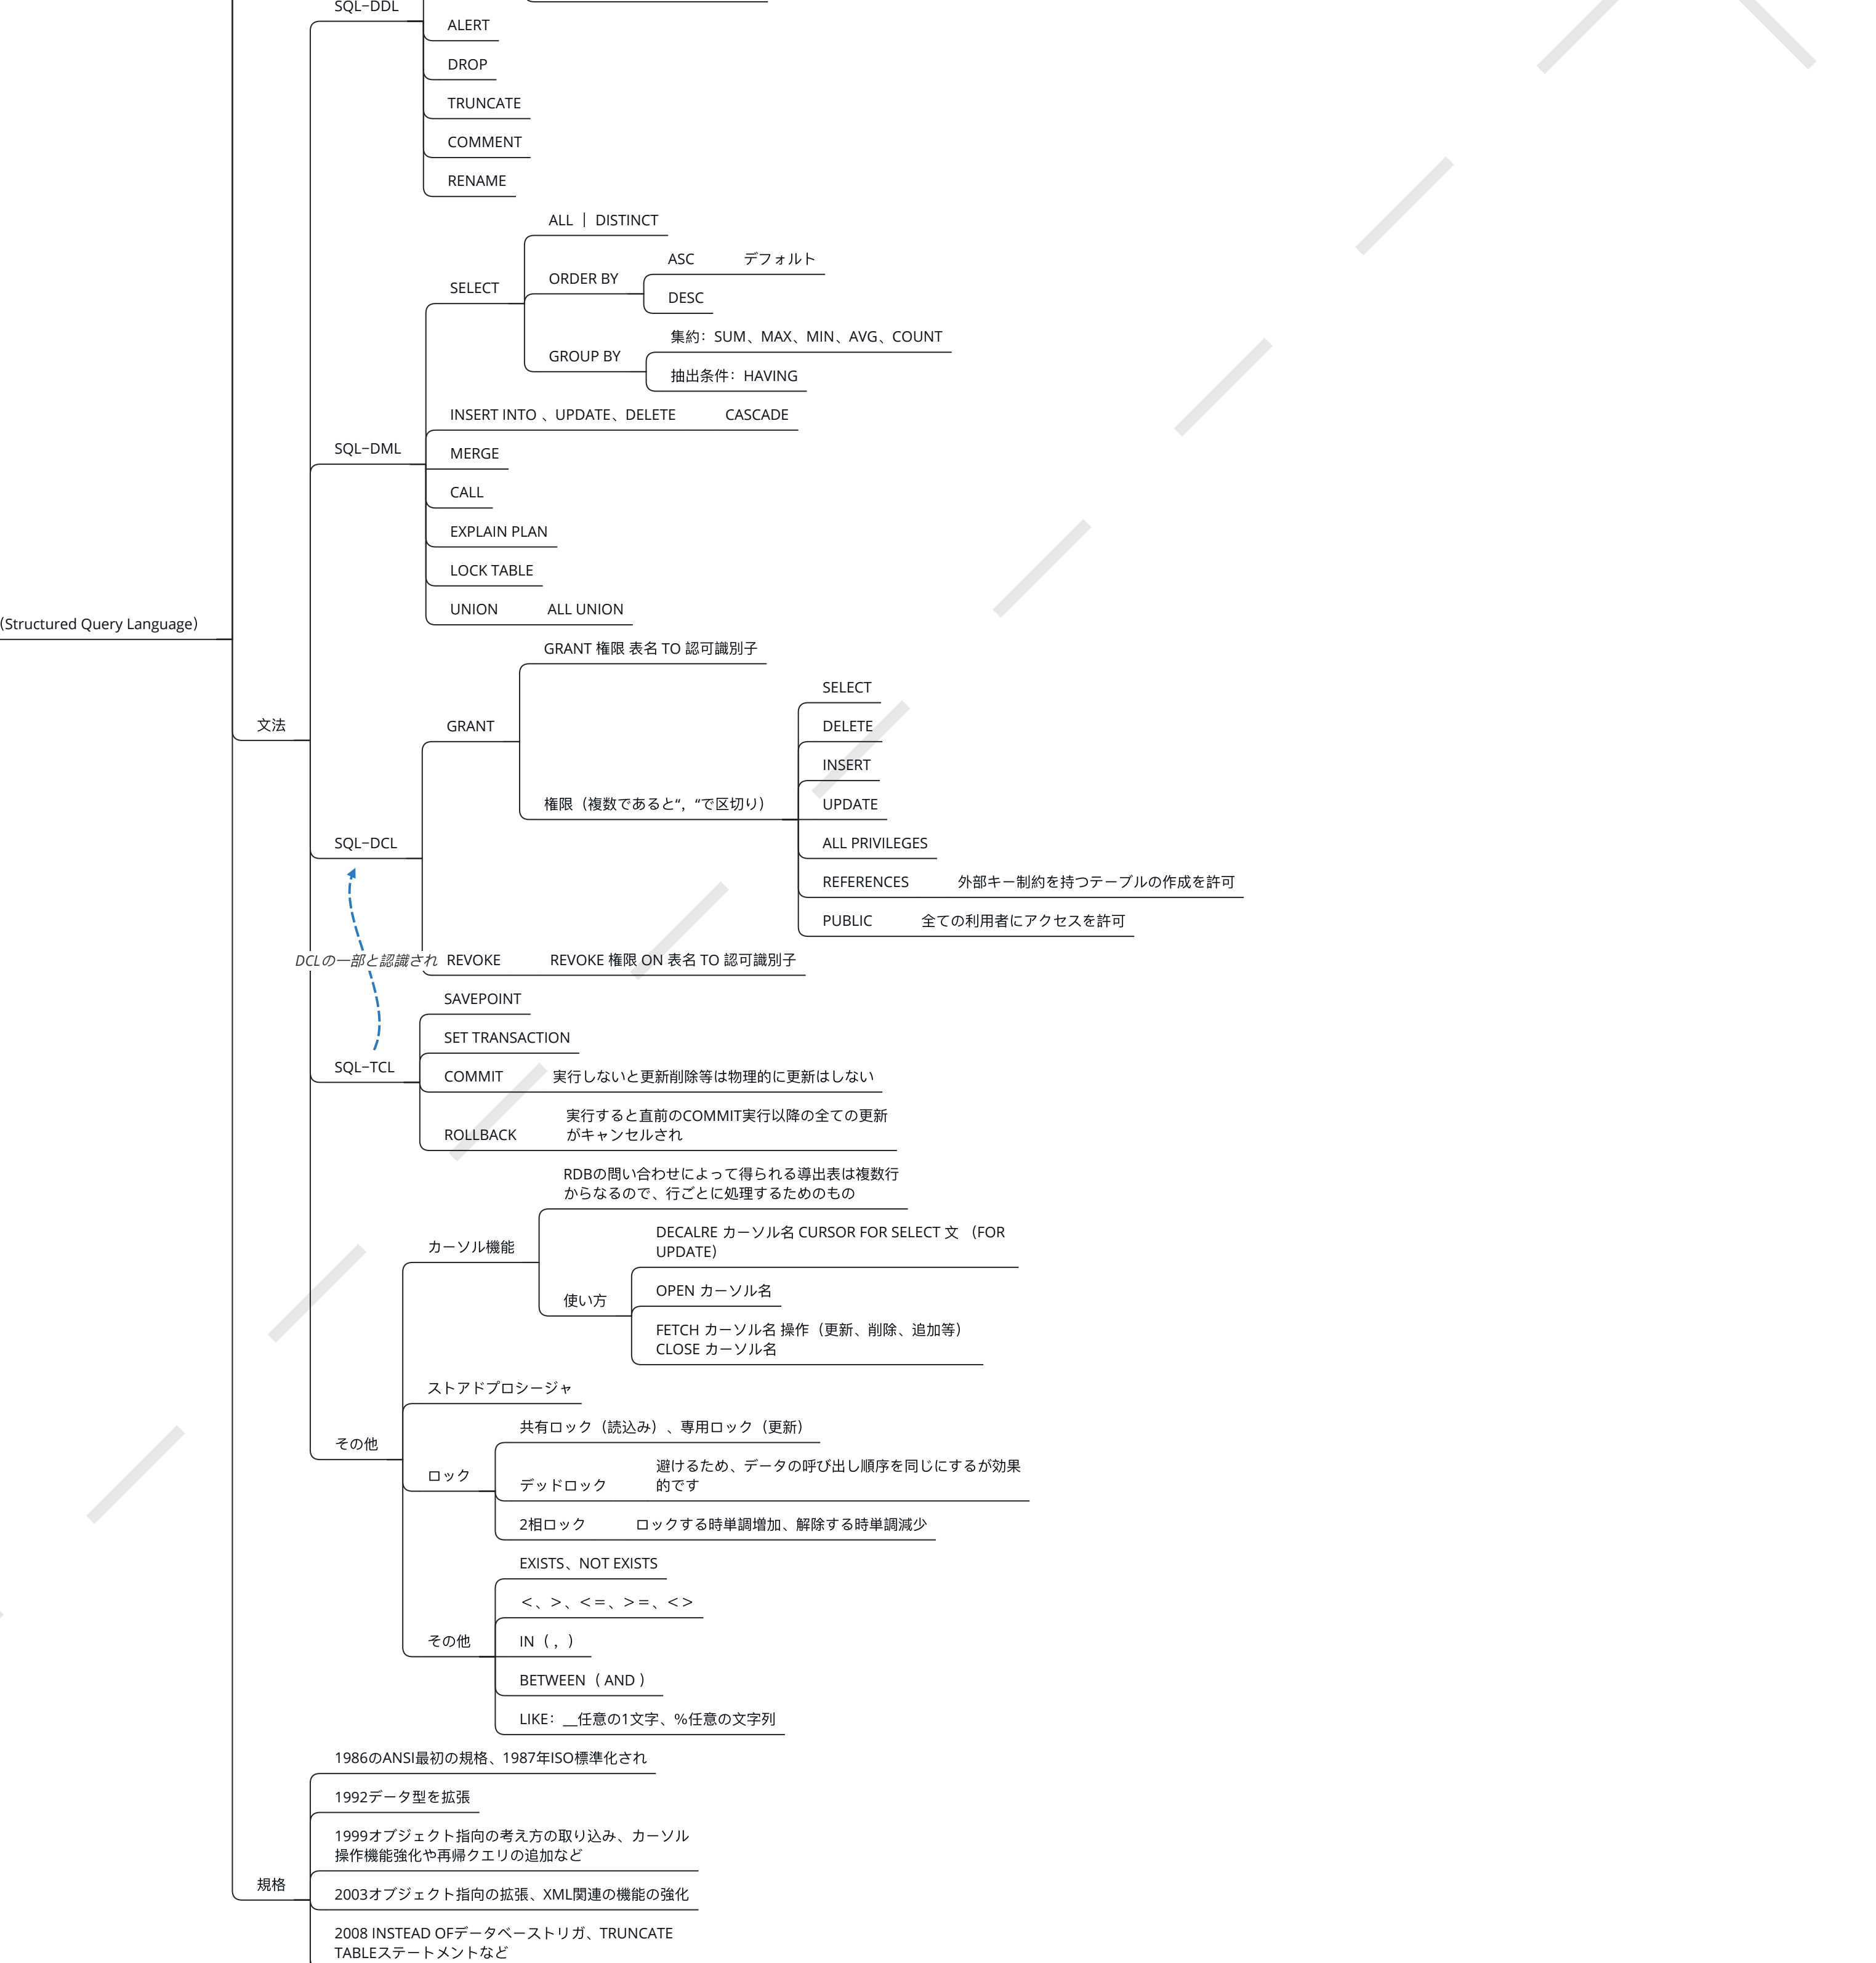 SQL−DDL
ALERT
DROP
TRUNCATE
COMMENT
RENAME
ALL ｜ DISTINCT
ASC デフォルト
ORDER BY
SELECT
DESC
集約：SUM、MAX、MIN、AVG、COUNT
GROUP BY
抽出条件：HAVING
INSERT INTO 、UPDATE、DELETE CASCADE
SQL−DML
MERGE
CALL
EXPLAIN PLAN
LOCK TABLE
UNION ALL UNION
(Structured Query Language)
GRANT 権限 表名 TO 認可識別子
SELECT
文法
GRANT
DELETE
INSERT
権限（複数であると“，“で区切り）
UPDATE
SQL−DCL
ALL PRIVILEGES
REFERENCES 外部キー制約を持つテーブルの作成を許可
PUBLIC 全ての利用者にアクセスを許可
DCLの一部と認識され
REVOKE REVOKE 権限 ON 表名 TO 認可識別子
SAVEPOINT
SET TRANSACTION
SQL−TCL
COMMIT 実行しないと更新削除等は物理的に更新はしない
実行すると直前のCOMMIT実行以降の全ての更新
がキャンセルされ
ROLLBACK
RDBの問い合わせによって得られる導出表は複数行
からなるので、行ごとに処理するためのもの
カーソル機能
DECALRE カーソル名 CURSOR FOR SELECT 文 （FOR
UPDATE）
使い方
OPEN カーソル名
FETCH カーソル名 操作（更新、削除、追加等）
CLOSE カーソル名
ストアドプロシージャ
共有ロック（読込み）、専用ロック（更新）
その他
ロック
避けるため、データの呼び出し順序を同じにするが効果
的です
デッドロック
2相ロック ロックする時単調増加、解除する時単調減少
EXISTS、NOT EXISTS
＜、＞、＜＝、＞＝、＜＞
その他
IN（ ，）
BETWEEN（ AND ）
LIKE：＿任意の1文字、%任意の文字列
1986のANSI最初の規格、1987年ISO標準化され
1992データ型を拡張
1999オブジェクト指向の考え方の取り込み、カーソル
操作機能強化や再帰クエリの追加など
規格
2003オブジェクト指向の拡張、XML関連の機能の強化
2008 INSTEAD OFデータベーストリガ、TRUNCATE
TABLEステートメントなど